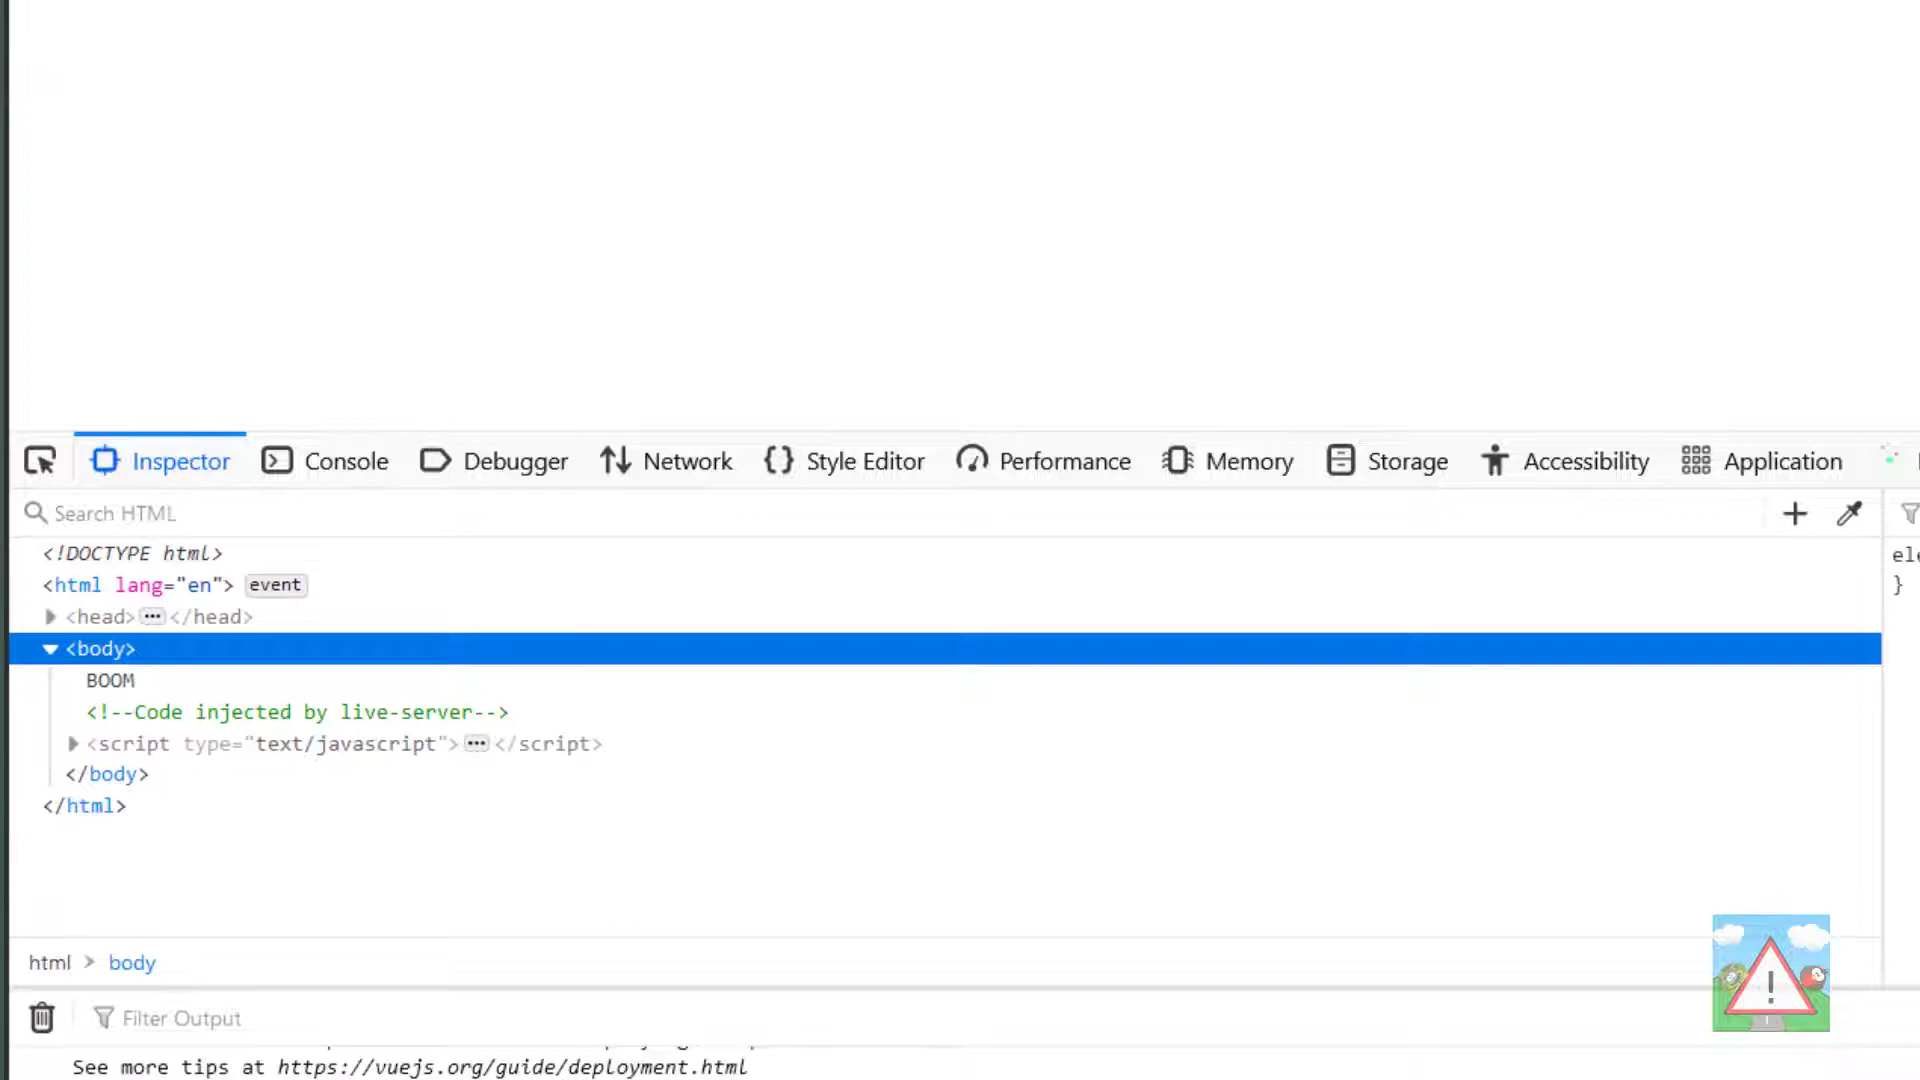 Inspector Console Debugger Network Style Editor Performance Memory Storage Accessibility Application
Search HTML
<!DOCTYPE html>
<html lang="en"> event
<head> ··· </head>
<body>
BOOM
<!--Code injected by live-server-->
<script type="text/javascript"> ··· </script>
</body>
</html>
ele
}
html > body
Filter Output
See more tips at https://vuejs.org/guide/deployment.html